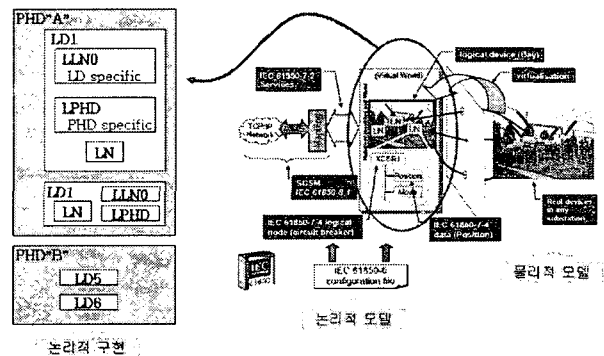 PHD"A"
LD1
LLN0
LD specific
LPHD
PHD specific
LN
LD1
LLN0
LN
LPHD
PHD"B"
LD5
LD6
논리적 구현
logical device (Bay)
IEC 61850-7-2
Services
(Virtual World)
virtualisation
TCP/IP
Network
LN
LN
XCBR1
Position
Mode
SCSM
IEC 61850-8-1
IEC 61850-7-4 logical
node (circuit breaker)
IEC 61850-7-4
data (Position)
Real devices
in any
substation
IEC 61850-6
configuration file
IEC
논리적 모델
물리적 모델